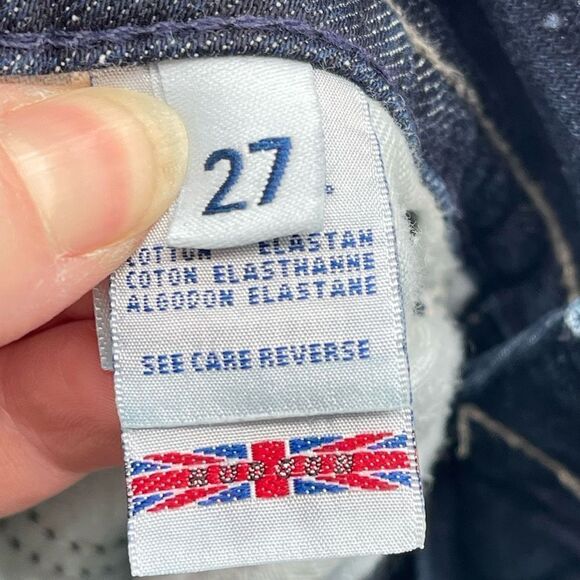 27
COTTON ELASTAN
COTON ELASTHANNE
ALGODON ELASTANE
SEE CARE REVERSE